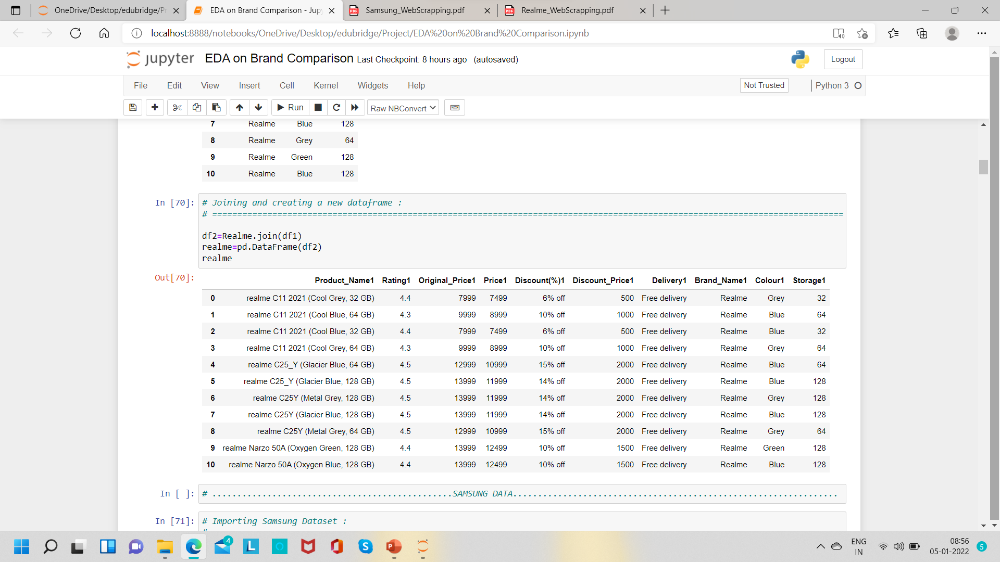 OneDrive/Desktop/edubridge/Pr
EDA on Brand Comparison - Jup
Samsung_WebScrapping.pdf
Realme_WebScrapping.pdf
localhost:8888/notebooks/OneDrive/Desktop/edubridge/Project/EDA%20on%20Brand%20Comparison.ipynb
jupyter EDA on Brand Comparison Last Checkpoint: 8 hours ago (autosaved)
Logout
File Edit View Insert Cell Kernel Widgets Help
Not Trusted
Python 3
Run
Raw NBConvert
7 Realme Blue 128
8 Realme Grey 64
9 Realme Green 128
10 Realme Blue 128
In [70]: # Joining and creating a new dataframe :
# ==============================================================================================================================
df2=Realme.join(df1)
realme=pd.DataFrame(df2)
realme
Out[70]:
Product_Name1 Rating1 Original_Price1 Price1 Discount(%)1 Discount_Price1 Delivery1 Brand_Name1 Colour1 Storage1
0 realme C11 2021 (Cool Grey, 32 GB) 4.4 7999 7499 6% off 500 Free delivery Realme Grey 32
1 realme C11 2021 (Cool Blue, 64 GB) 4.3 9999 8999 10% off 1000 Free delivery Realme Blue 64
2 realme C11 2021 (Cool Blue, 32 GB) 4.4 7999 7499 6% off 500 Free delivery Realme Blue 32
3 realme C11 2021 (Cool Grey, 64 GB) 4.3 9999 8999 10% off 1000 Free delivery Realme Grey 64
4 realme C25_Y (Glacier Blue, 64 GB) 4.5 12999 10999 15% off 2000 Free delivery Realme Blue 64
5 realme C25_Y (Glacier Blue, 128 GB) 4.5 13999 11999 14% off 2000 Free delivery Realme Blue 128
6 realme C25Y (Metal Grey, 128 GB) 4.5 13999 11999 14% off 2000 Free delivery Realme Grey 128
7 realme C25Y (Glacier Blue, 128 GB) 4.5 13999 11999 14% off 2000 Free delivery Realme Blue 128
8 realme C25Y (Metal Grey, 64 GB) 4.5 12999 10999 15% off 2000 Free delivery Realme Grey 64
9 realme Narzo 50A (Oxygen Green, 128 GB) 4.4 13999 12499 10% off 1500 Free delivery Realme Green 128
10 realme Narzo 50A (Oxygen Blue, 128 GB) 4.4 13999 12499 10% off 1500 Free delivery Realme Blue 128
In [ ]: # ................................................SAMSUNG DATA.................................................................
In [71]: # Importing Samsung Dataset :
4
ENG
IN
08:56
05-01-2022
5